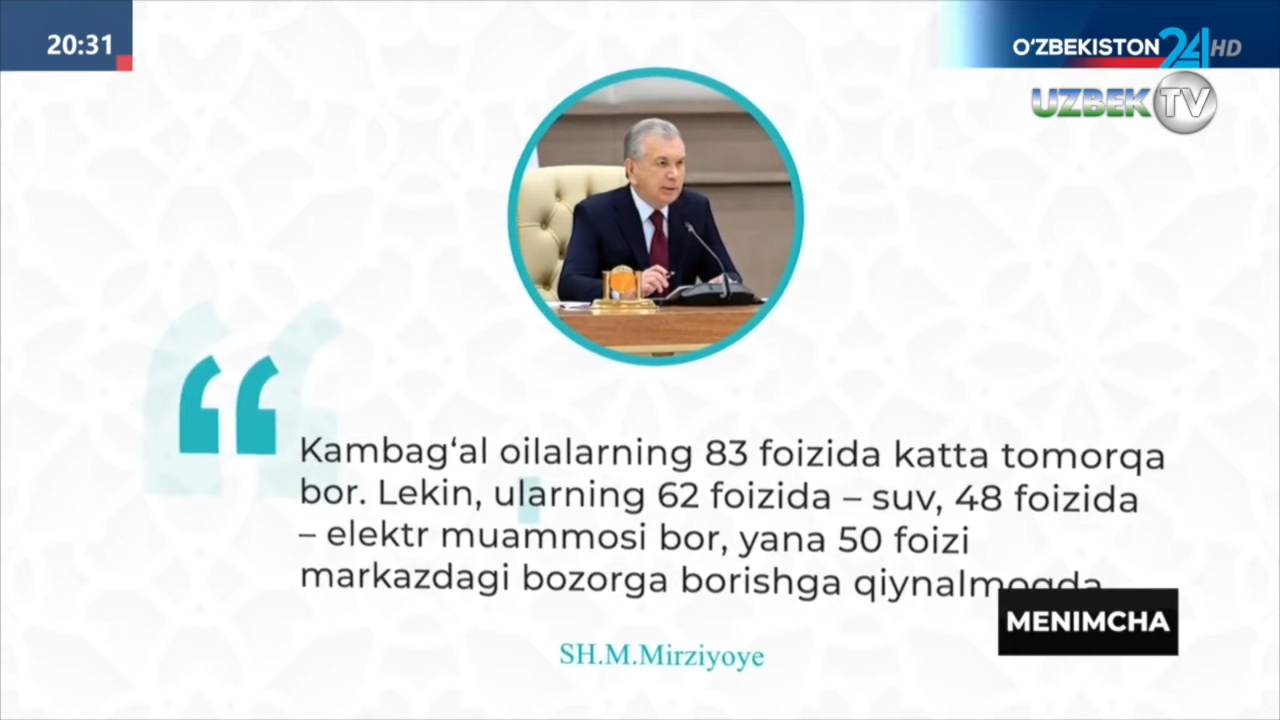 20:31
O‘ZBEKISTON 24 HD
UZBEK TV
Kambag‘al oilalarning 83 foizida katta tomorqa
bor. Lekin, ularning 62 foizida – suv, 48 foizida
– elektr muammosi bor, yana 50 foizi
markazdagi bozorga borishga qiynalmoqda
MENIMCHA
SH.M.Mirziyoye